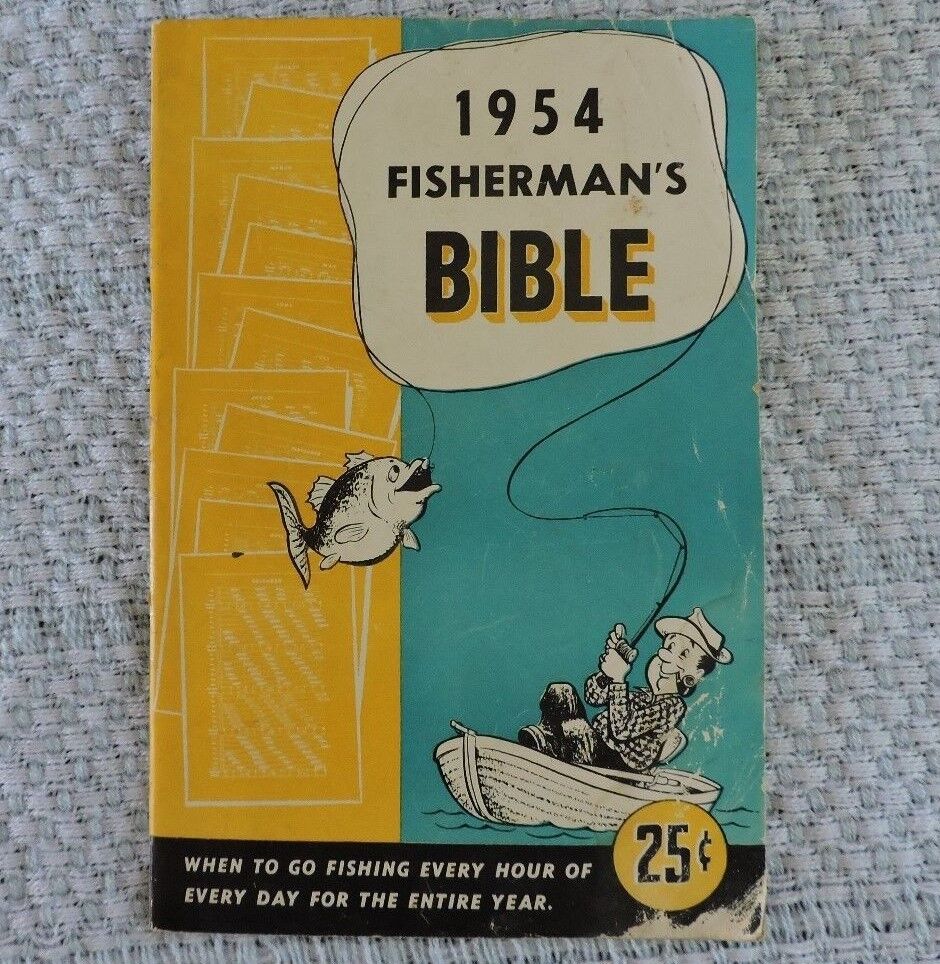 1954
FISHERMAN'S
BIBLE
25¢
WHEN TO GO FISHING EVERY HOUR OF
EVERY DAY FOR THE ENTIRE YEAR.